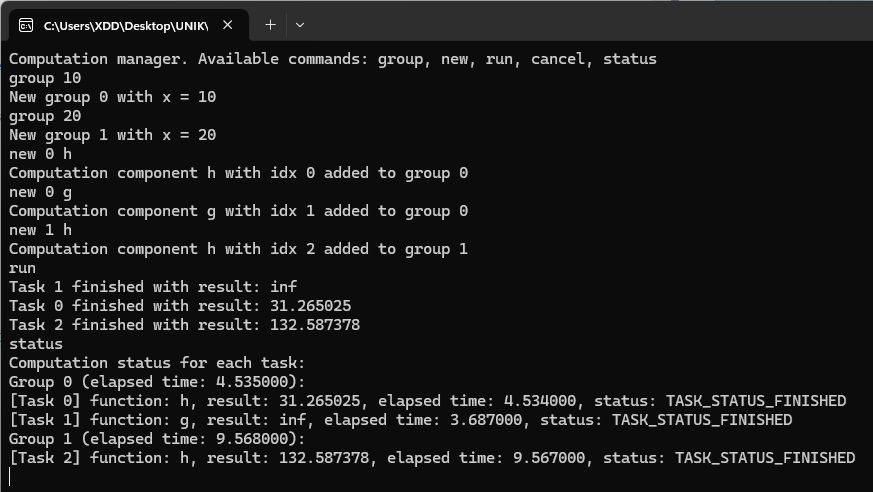 C:\Users\XDD\Desktop\UNIK\
Computation manager. Available commands: group, new, run, cancel, status
group 10
New group 0 with x = 10
group 20
New group 1 with x = 20
new 0 h
Computation component h with idx 0 added to group 0
new 0 g
Computation component g with idx 1 added to group 0
new 1 h
Computation component h with idx 2 added to group 1
run
Task 1 finished with result: inf
Task 0 finished with result: 31.265025
Task 2 finished with result: 132.587378
status
Computation status for each task:
Group 0 (elapsed time: 4.535000):
[Task 0] function: h, result: 31.265025, elapsed time: 4.534000, status: TASK_STATUS_FINISHED
[Task 1] function: g, result: inf, elapsed time: 3.687000, status: TASK_STATUS_FINISHED
Group 1 (elapsed time: 9.568000):
[Task 2] function: h, result: 132.587378, elapsed time: 9.567000, status: TASK_STATUS_FINISHED